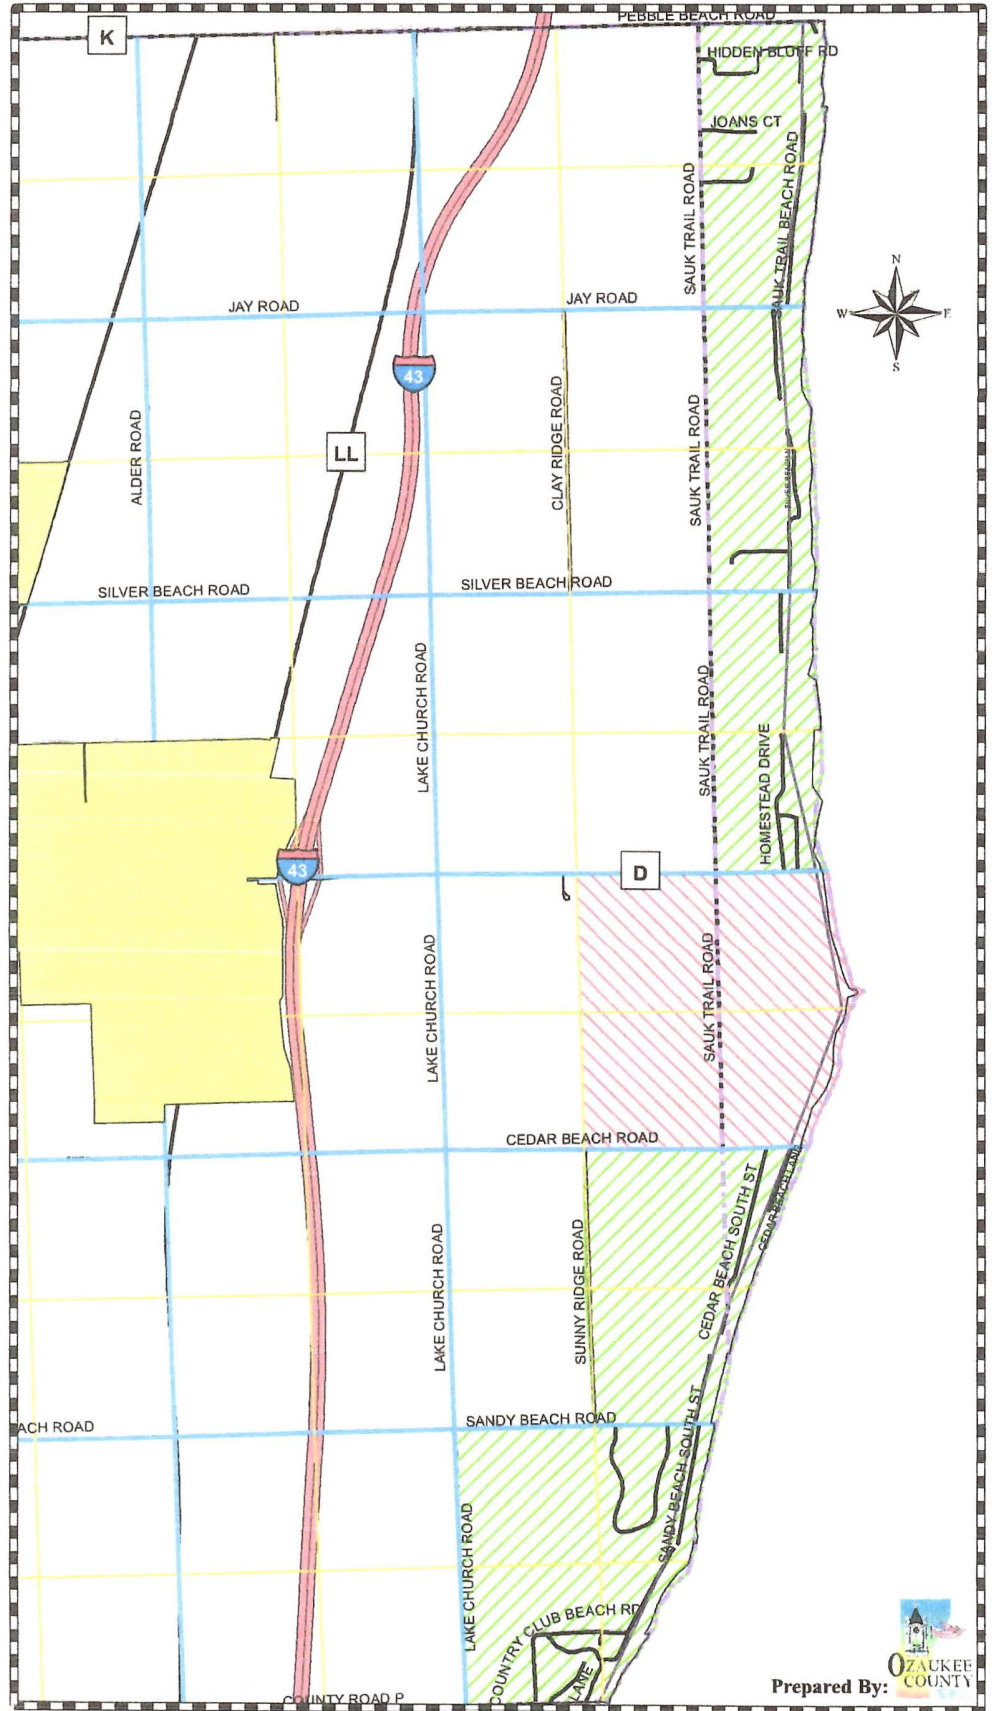 PEBBLE BEACH ROAD
K
HIDDEN BLUFF RD
JOANS CT
SAUK TRAIL ROAD
SAUK TRAIL BEACH ROAD
N
W
E
S
JAY ROAD
JAY ROAD
43
ALDER ROAD
LL
CLAY RIDGE ROAD
SAUK TRAIL ROAD
SILVER BEACH ROAD
SILVER BEACH ROAD
LAKE CHURCH ROAD
SAUK TRAIL ROAD
HOMESTEAD DRIVE
43
D
LAKE CHURCH ROAD
SAUK TRAIL ROAD
CEDAR BEACH ROAD
CEDAR BEACH SOUTH ST
CEDAR BEACH LANE
LAKE CHURCH ROAD
SUNNY RIDGE ROAD
ACH ROAD
SANDY BEACH ROAD
SANDY BEACH SOUTH ST
LAKE CHURCH ROAD
COUNTRY CLUB BEACH RD
LANE
COUNTY ROAD P
Prepared By:
OZAUKEE
COUNTY